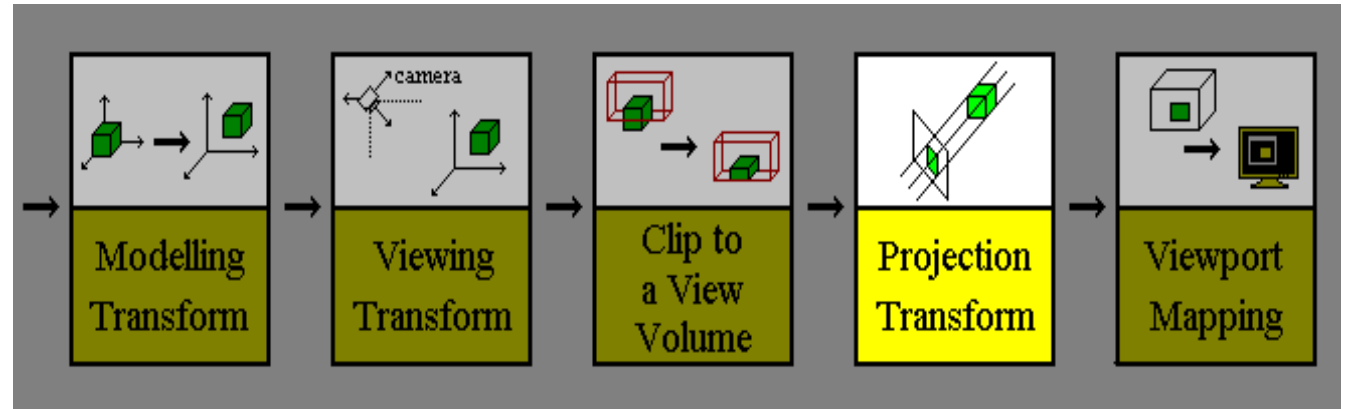 camera
Modelling
Transform
Viewing
Transform
Clip to
a View
Volume
Projection
Transform
Viewport
Mapping